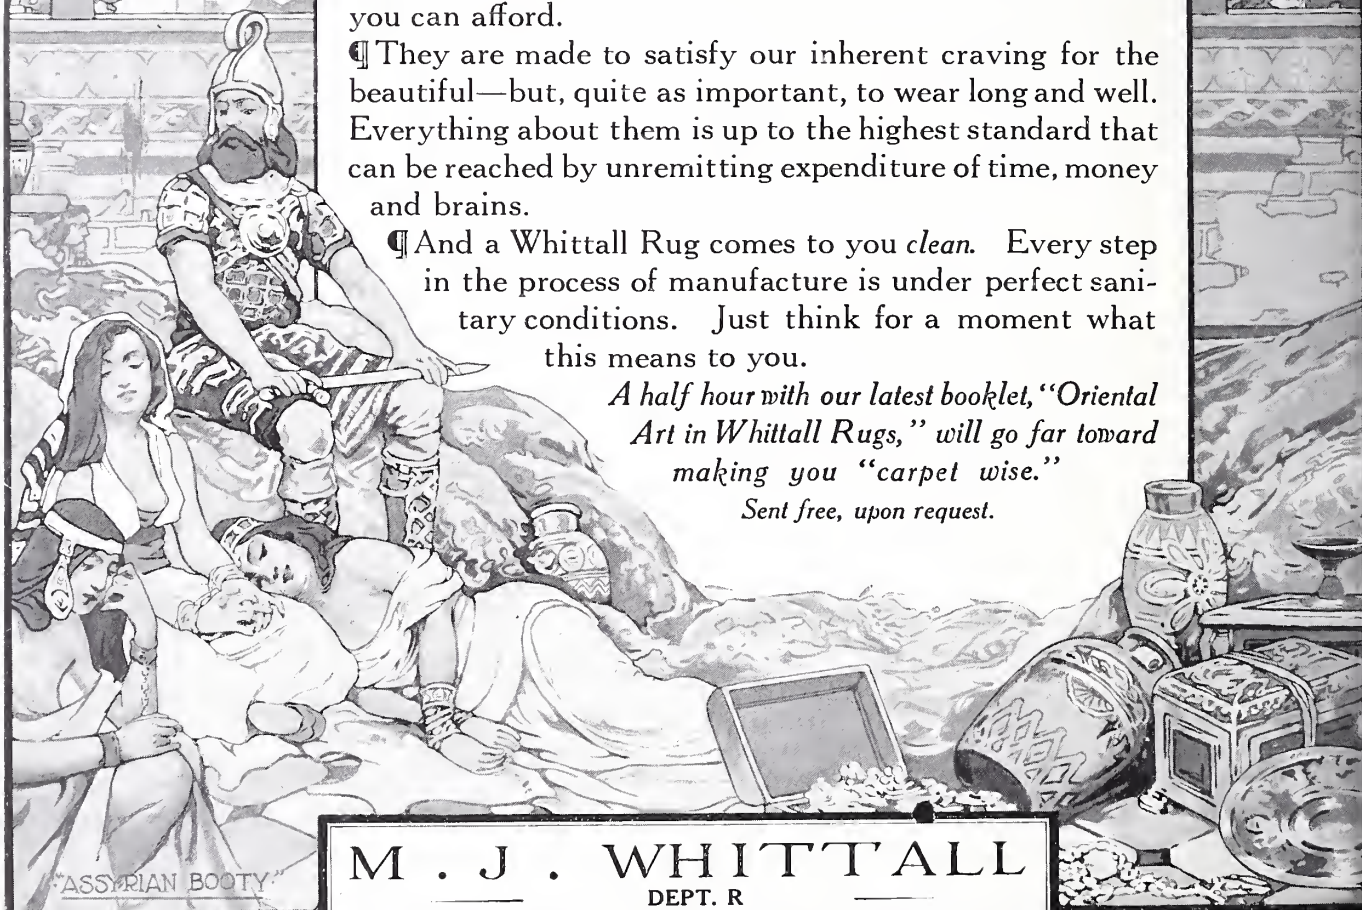 you can afford.
¶ They are made to satisfy our inherent craving for the
beautiful—but, quite as important, to wear long and well.
Everything about them is up to the highest standard that
can be reached by unremitting expenditure of time, money
and brains.
¶ And a Whittall Rug comes to you clean. Every step
in the process of manufacture is under perfect sani-
tary conditions. Just think for a moment what
this means to you.
A half hour with our latest booklet, “Oriental
Art in Whittall Rugs,” will go far toward
making you “carpet wise.”
Sent free, upon request.
"ASSYRIAN BOOTY"
M. J. WHITTALL
DEPT. R